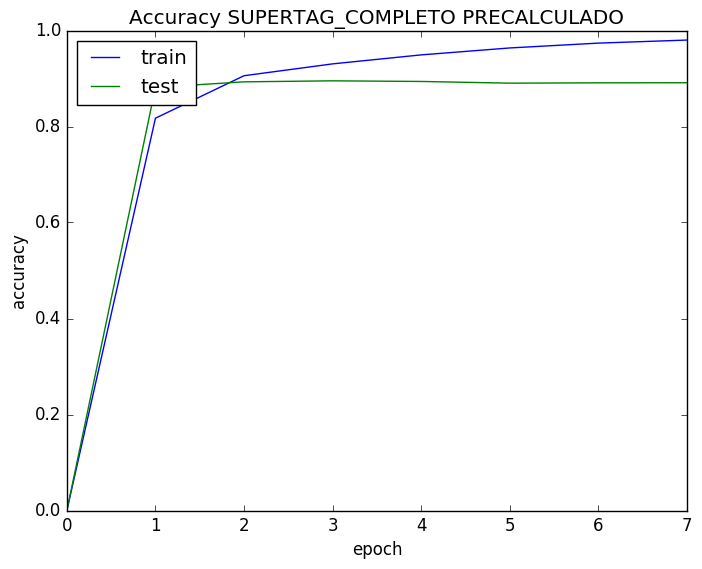 Accuracy SUPERTAG_COMPLETO PRECALCULADO
train
test
1.0
0.8
0.6
0.4
0.2
0.0
accuracy
0 1 2 3 4 5 6 7
epoch